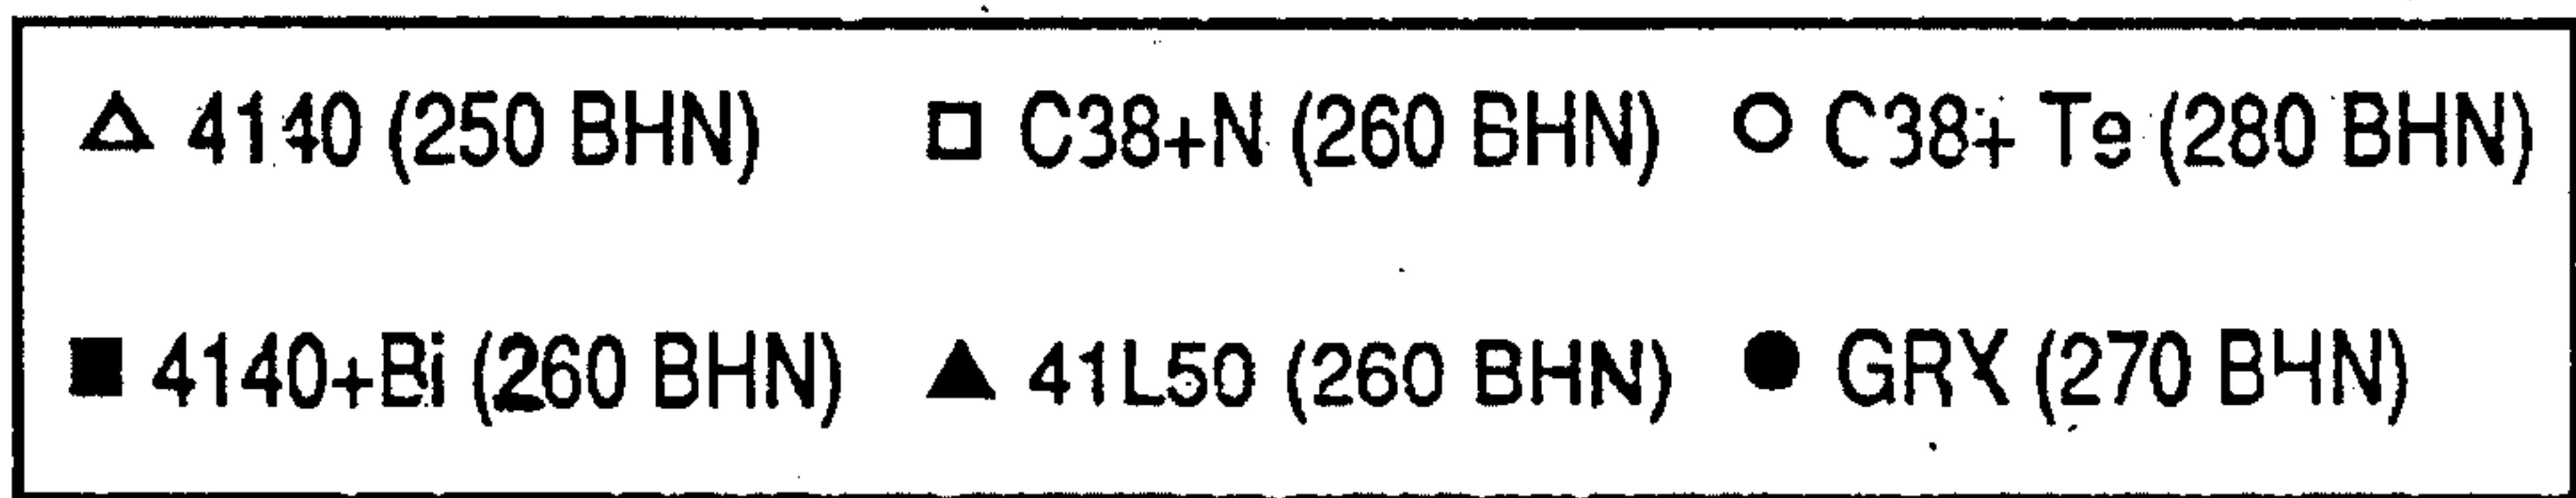 △ 4140 (250 BHN) □ C38+N (260 BHN) ○ C38+ Te (280 BHN)
■ 4140+Bi (260 BHN) ▲ 41L50 (260 BHN) ● GRX (270 BHN)